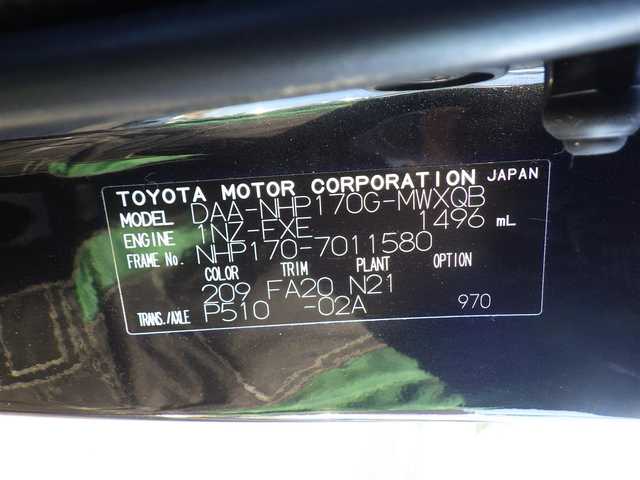 TOYOTA MOTOR CORPORATION JAPAN
MODEL DAA-NHP170G-MWXQB
ENGINE 1NZ-FXE 1496 mL
FRAME No. NHP170-7011580
COLOR TRIM PLANT OPTION
209 FA20 N21
TRANS./AXLE P510 -02A 970